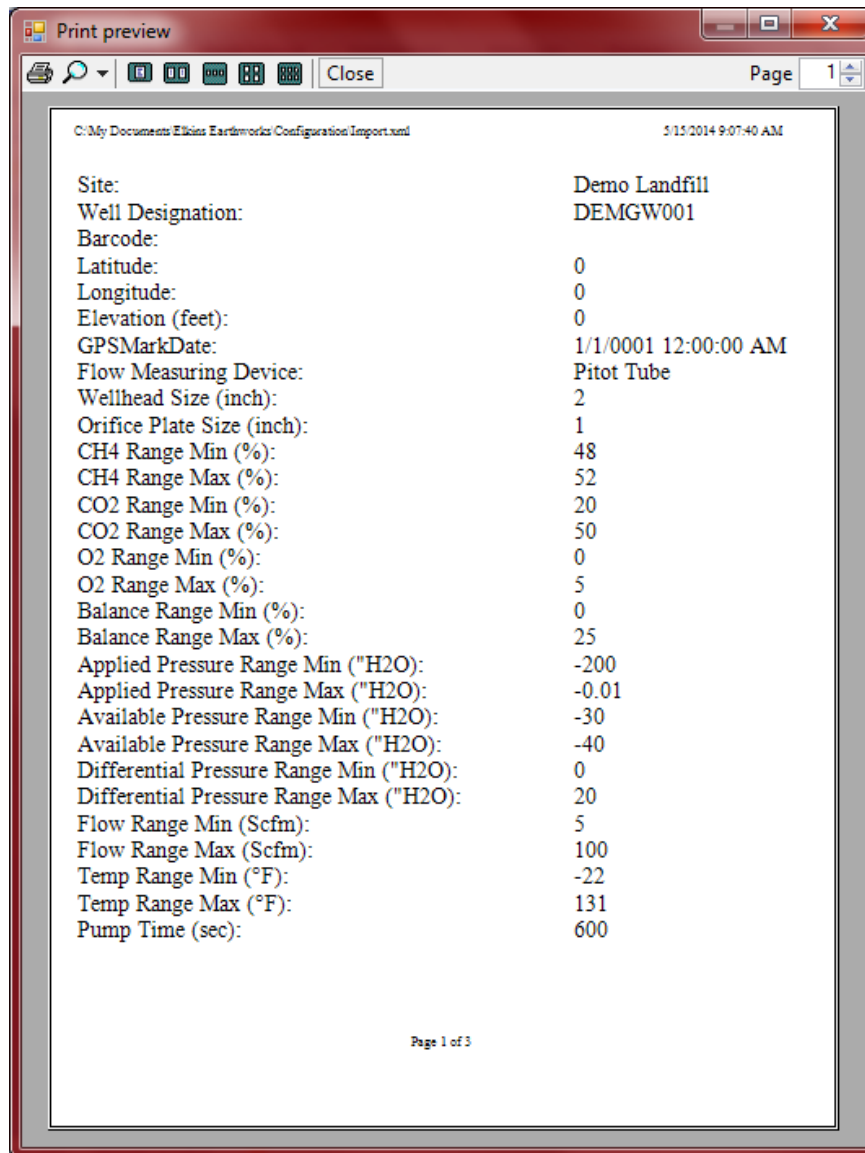 Print preview
Close
Page 1
C:\My Documents\Elkins Earthworks\Configuration\Import.xml 5/15/2014 9:07:40 AM
Site: Demo Landfill
Well Designation: DEMGW001
Barcode:
Latitude: 0
Longitude: 0
Elevation (feet): 0
GPSMarkDate: 1/1/0001 12:00:00 AM
Flow Measuring Device: Pitot Tube
Wellhead Size (inch): 2
Orifice Plate Size (inch): 1
CH4 Range Min (%): 48
CH4 Range Max (%): 52
CO2 Range Min (%): 20
CO2 Range Max (%): 50
O2 Range Min (%): 0
O2 Range Max (%): 5
Balance Range Min (%): 0
Balance Range Max (%): 25
Applied Pressure Range Min ("H2O): -200
Applied Pressure Range Max ("H2O): -0.01
Available Pressure Range Min ("H2O): -30
Available Pressure Range Max ("H2O): -40
Differential Pressure Range Min ("H2O): 0
Differential Pressure Range Max ("H2O): 20
Flow Range Min (Scfm): 5
Flow Range Max (Scfm): 100
Temp Range Min (°F): -22
Temp Range Max (°F): 131
Pump Time (sec): 600
Page 1 of 3